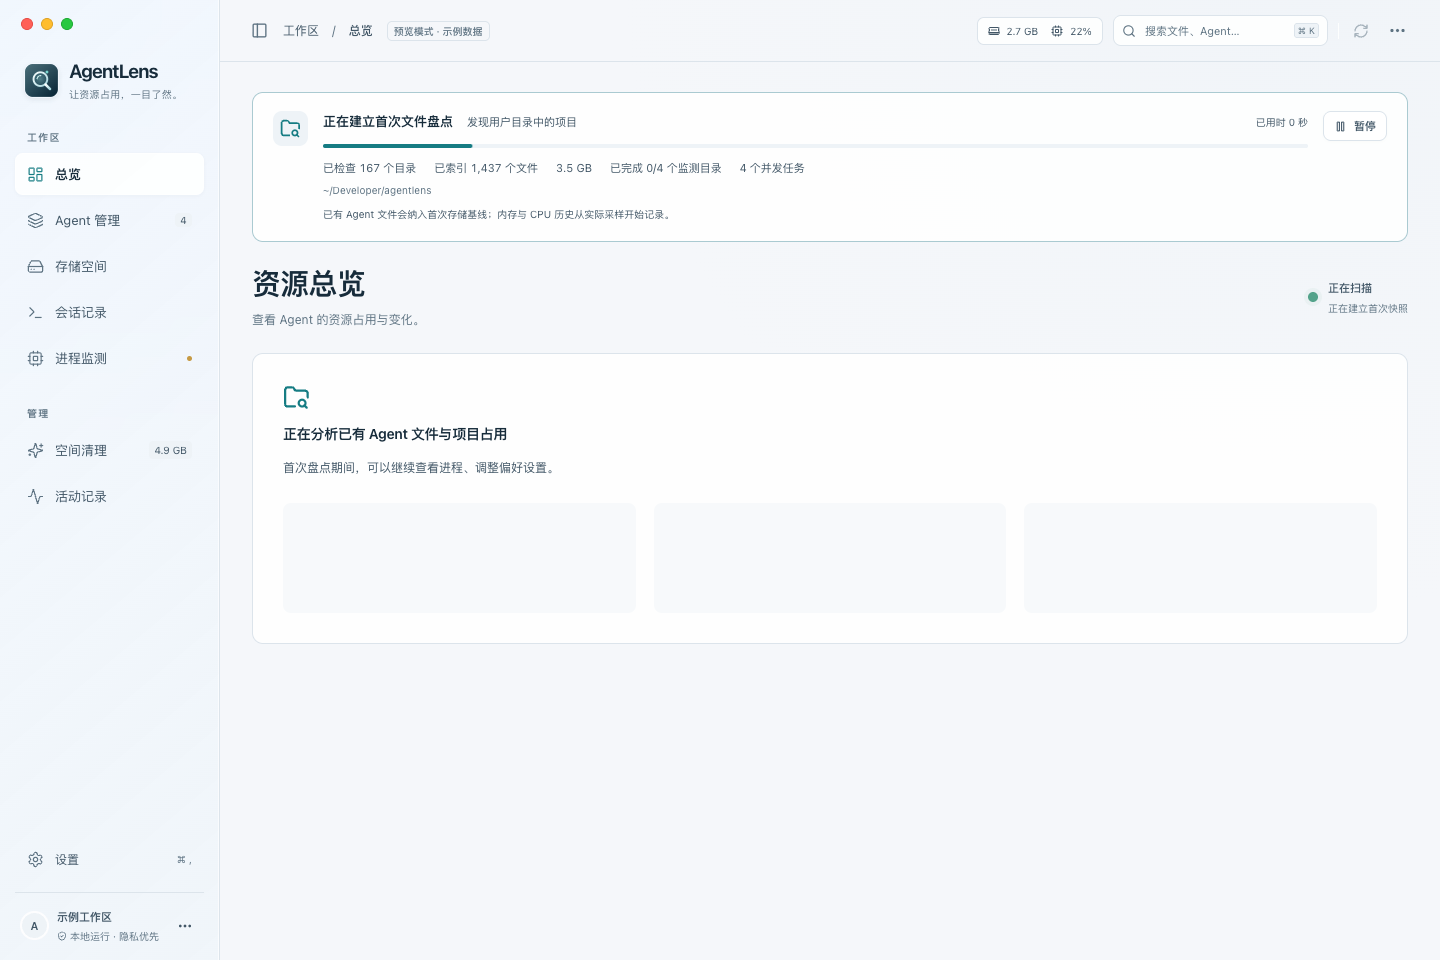 AgentLens
让资源占用，一目了然。
工作区
总览
Agent 管理 4
存储空间
会话记录
进程监测
管理
空间清理 4.9 GB
活动记录
设置 ⌘ ,
A
示例工作区
本地运行 · 隐私优先
工作区 / 总览 预览模式 · 示例数据
2.7 GB 22%
搜索文件、Agent... ⌘ K
正在建立首次文件盘点 发现用户目录中的项目
已用时 0 秒
暂停
已检查 167 个目录 已索引 1,437 个文件 3.5 GB 已完成 0/4 个监测目录 4 个并发任务
~/Developer/agentlens
已有 Agent 文件会纳入首次存储基线；内存与 CPU 历史从实际采样开始记录。
资源总览
查看 Agent 的资源占用与变化。
正在扫描
正在建立首次快照
正在分析已有 Agent 文件与项目占用
首次盘点期间，可以继续查看进程、调整偏好设置。